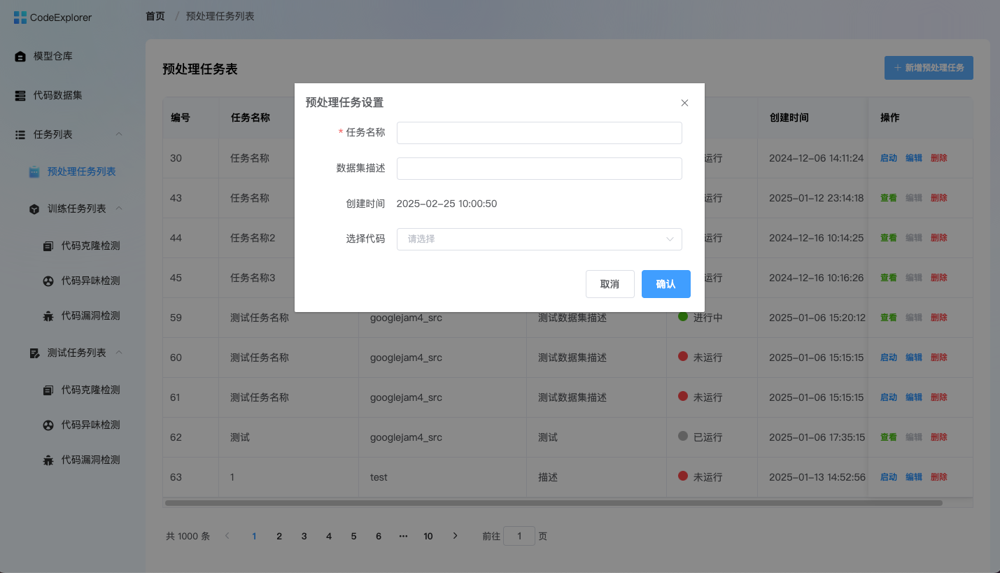 CodeExplorer
首页 / 预处理任务列表
模型仓库
代码数据集
任务列表
预处理任务列表
训练任务列表
代码克隆检测
代码异味检测
代码漏洞检测
测试任务列表
代码克隆检测
代码异味检测
代码漏洞检测
预处理任务表
+ 新增预处理任务
编号 任务名称 创建时间 操作
30 任务名称 运行 2024-12-06 14:11:24 启动 编辑 删除
43 任务名称 运行 2025-01-12 23:14:18 查看 编辑 删除
44 任务名称2 运行 2024-12-16 10:14:25 查看 编辑 删除
45 任务名称3 运行 2024-12-16 10:16:26 查看 编辑 删除
59 测试任务名称 googlejam4_src 测试数据集描述 进行中 2025-01-06 15:20:12 查看 编辑 删除
60 测试任务名称 googlejam4_src 测试数据集描述 未运行 2025-01-06 15:15:15 启动 编辑 删除
61 测试任务名称 googlejam4_src 测试数据集描述 未运行 2025-01-06 15:15:15 启动 编辑 删除
62 测试 googlejam4_src 测试 已运行 2025-01-06 17:35:15 查看 编辑 删除
63 1 test 描述 未运行 2025-01-13 14:52:56 启动 编辑 删除
共 1000 条 1 2 3 4 5 6 ••• 10 前往 1 页
预处理任务设置
* 任务名称
数据集描述
创建时间 2025-02-25 10:00:50
选择代码 请选择
取消 确认